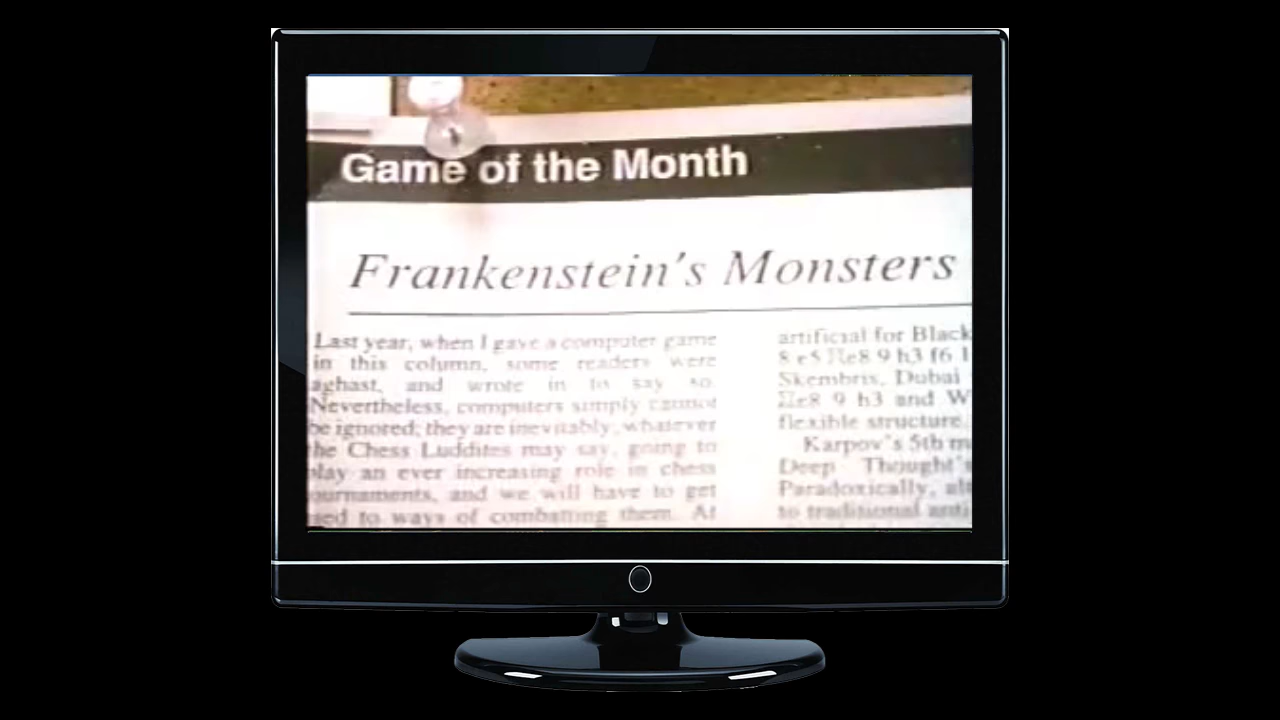 Game of the Month
Frankenstein's Monsters
Last year, when I gave a computer game
in this column, some readers were
aghast, and wrote in to say so.
Nevertheless, computers simply cannot
be ignored; they are inevitably, whatever
the Chess Luddites may say, going to
play an ever increasing role in chess
ournaments, and we will have to get
sed to ways of combatting them. At
artificial for Black
8 e5 ♖e8 9 h3 f6 1
Skembris, Dubai
♖e8 9 h3 and W
flexible structure.
Karpov's 5th m
Deep Thought's
Paradoxically, alt
to traditional anti